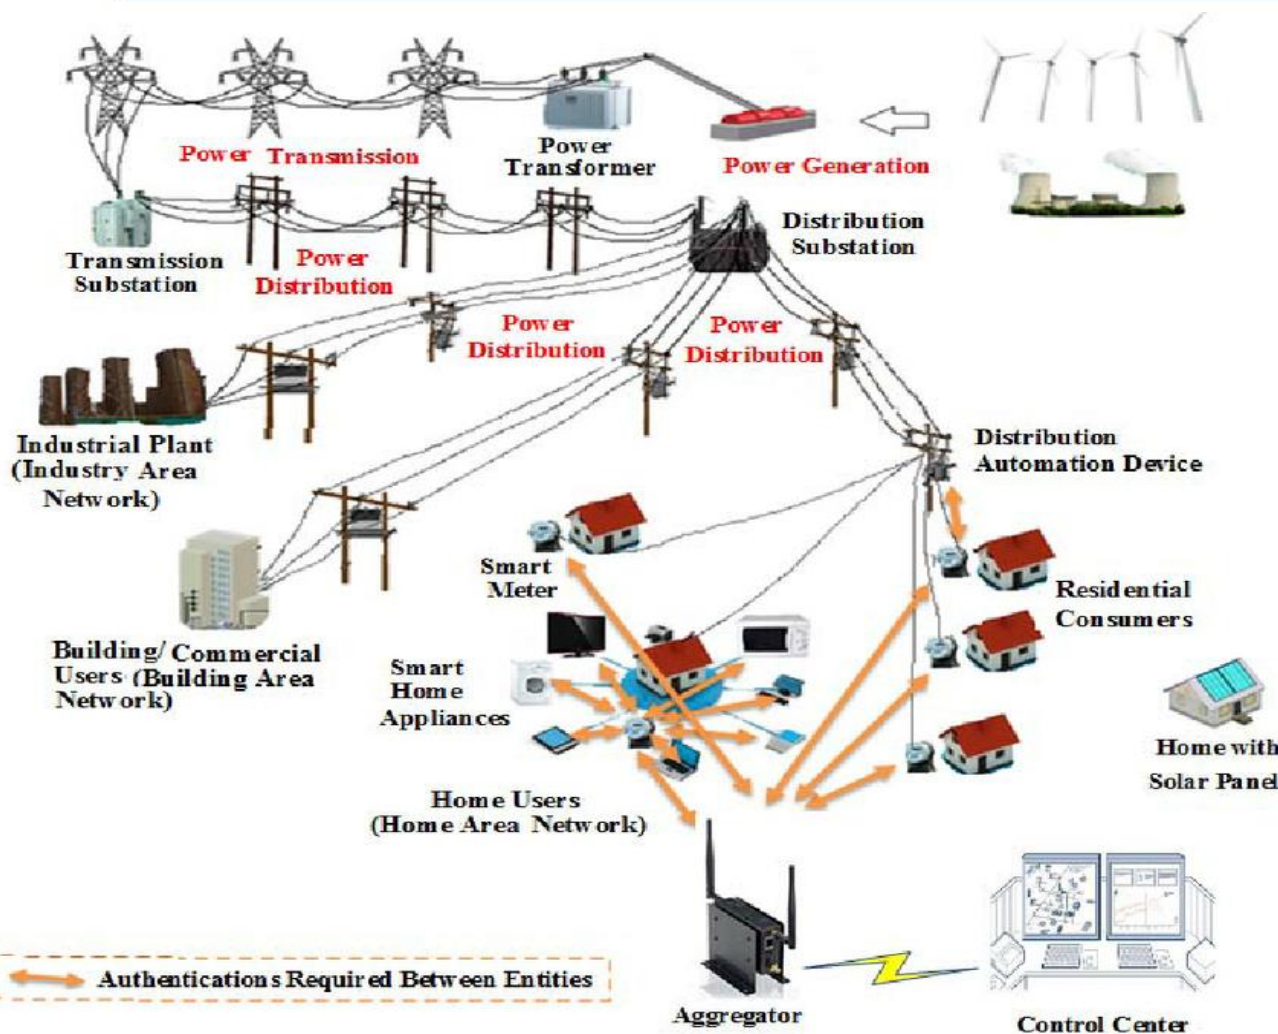 Power Transmission
Power
Transformer
Power Generation
Transmission
Substation
Power
Distribution
Distribution
Substation
Power
Distribution
Power
Distribution
Industrial Plant
(Industry Area
Network)
Distribution
Automation Device
Smart
Meter
Residential
Consumers
Building/ Commercial
Users (Building Area
Network)
Smart
Home
Appliances
Home with
Solar Panel
Home Users
(Home Area Network)
Authentications Required Between Entities
Aggregator
Control Center